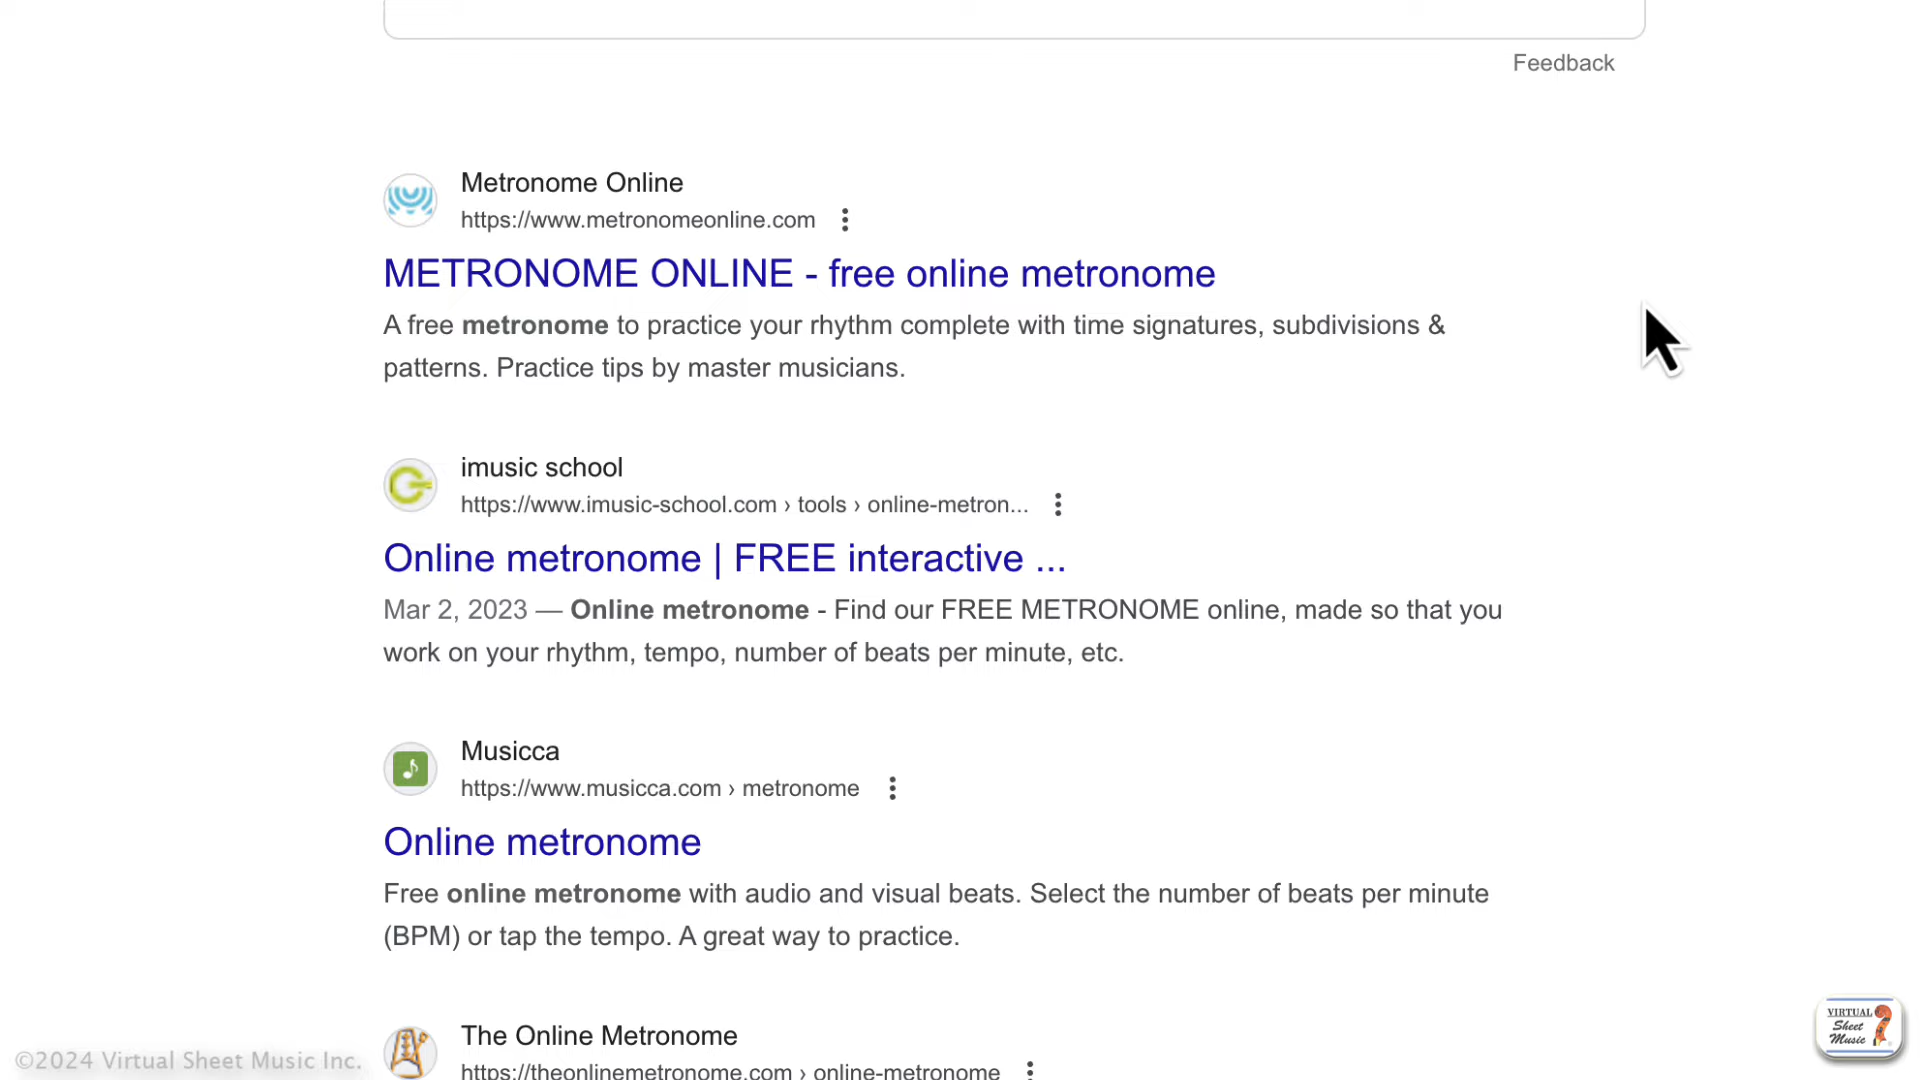 Feedback
Metronome Online
https://www.metronomeonline.com
METRONOME ONLINE - free online metronome
A free metronome to practice your rhythm complete with time signatures, subdivisions &
patterns. Practice tips by master musicians.
imusic school
https://www.imusic-school.com › tools › online-metron...
Online metronome | FREE interactive ...
Mar 2, 2023 — Online metronome - Find our FREE METRONOME online, made so that you
work on your rhythm, tempo, number of beats per minute, etc.
Musicca
https://www.musicca.com › metronome
Online metronome
Free online metronome with audio and visual beats. Select the number of beats per minute
(BPM) or tap the tempo. A great way to practice.
The Online Metronome
https://theonlinemetronome.com › online-metronome
©2024 Virtual Sheet Music Inc.
VIRTUAL
Sheet
Music